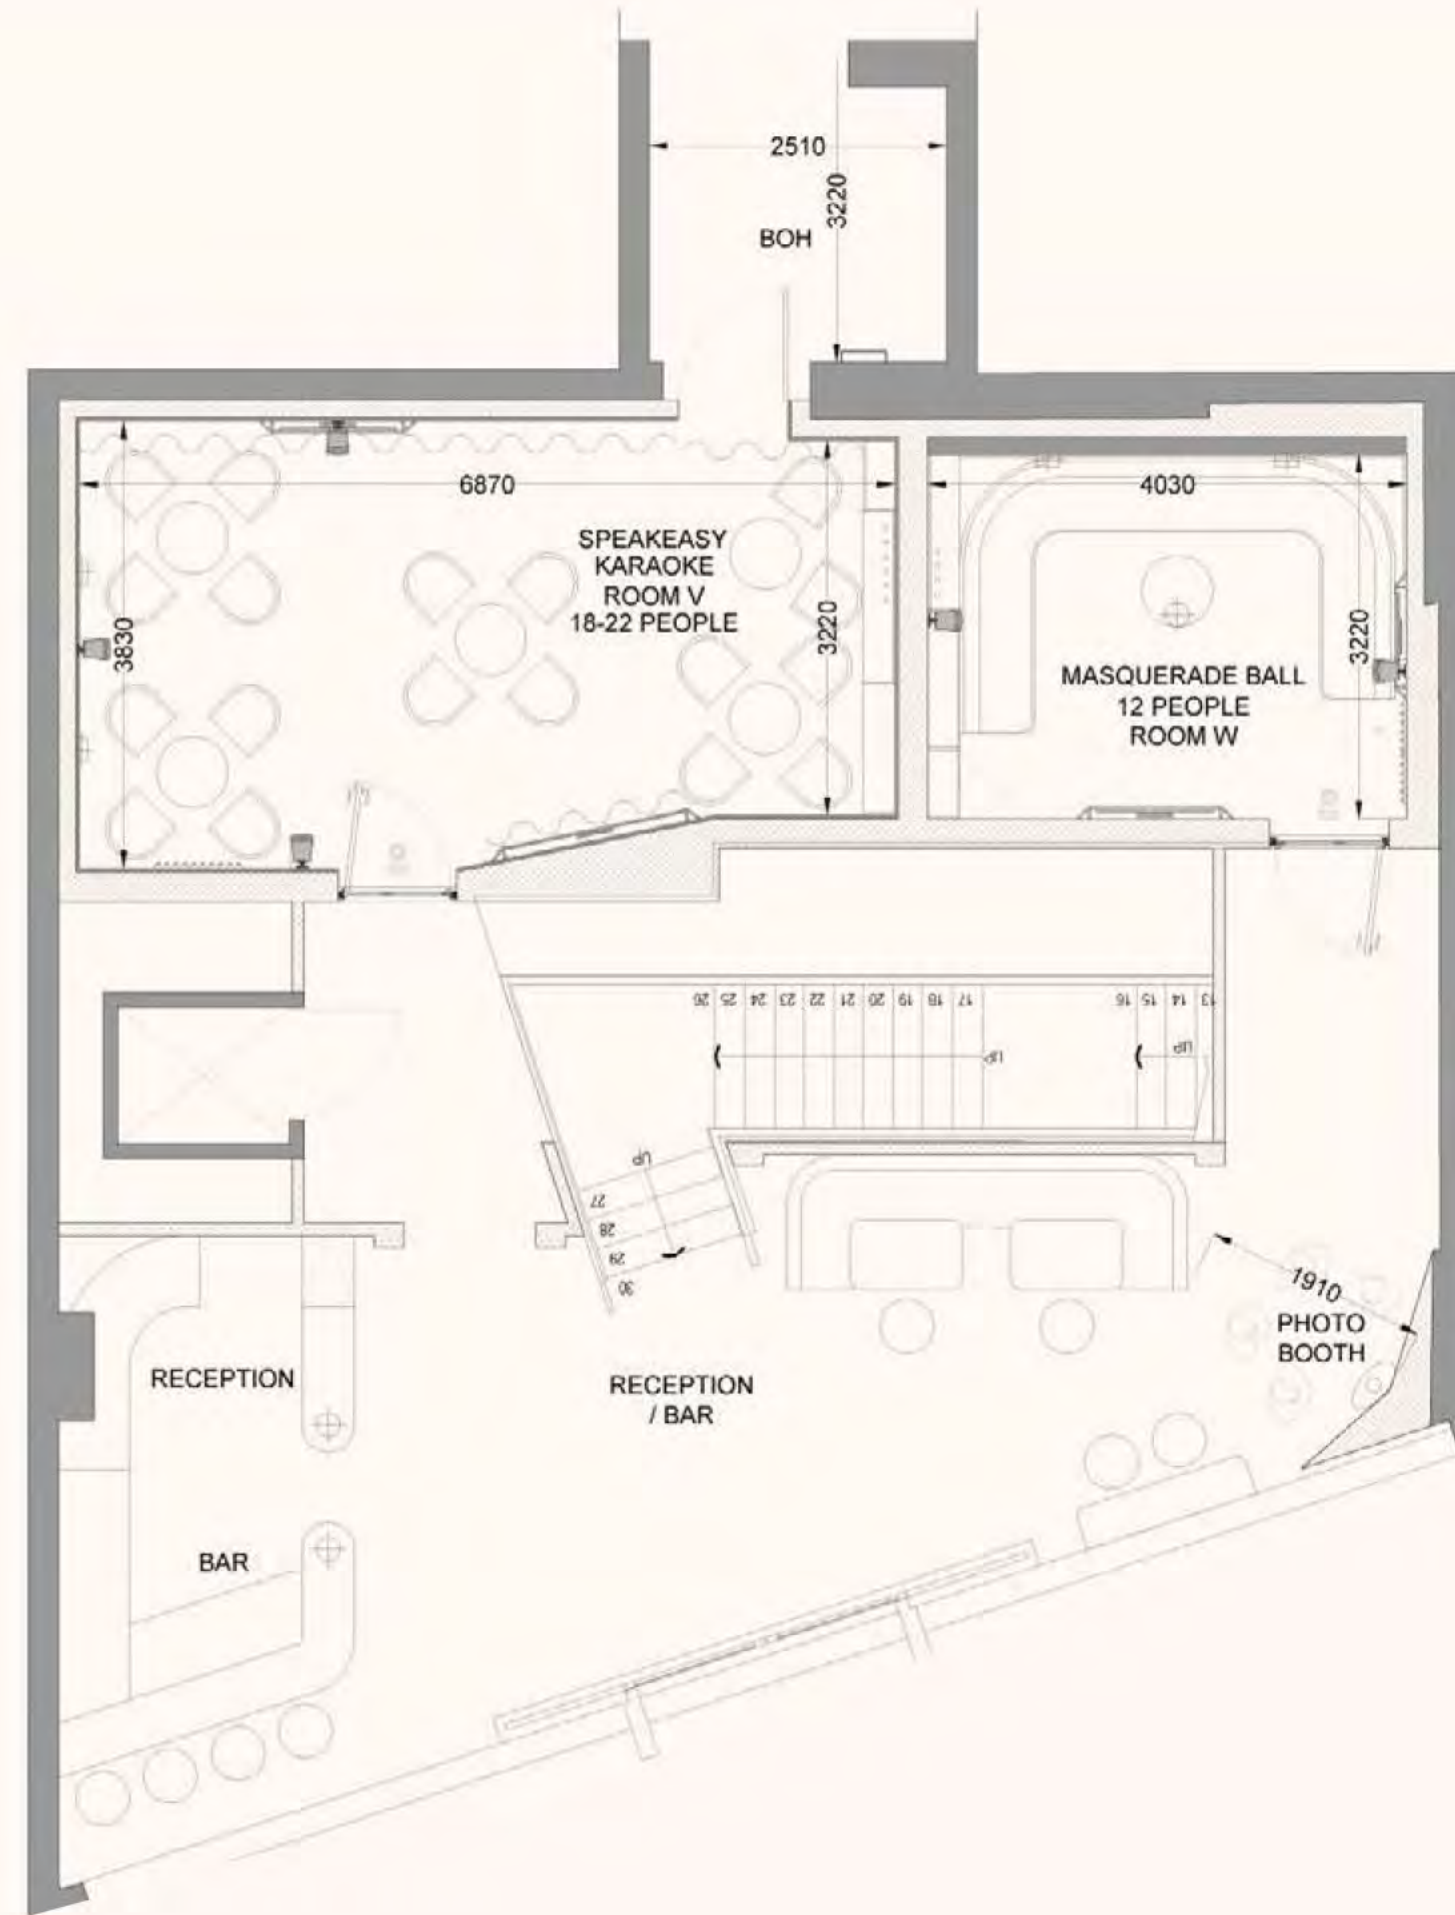 2510
3220
BOH
6870
4030
SPEAKEASY
KARAOKE
ROOM V
18-22 PEOPLE
3830
3220
3220
MASQUERADE BALL
12 PEOPLE
ROOM W
26 25 24 23 22 21 20 19 18 17
16 15 14 13
UP
UP
UP
27
28
29
30
1910
PHOTO
BOOTH
RECEPTION
RECEPTION
/ BAR
BAR